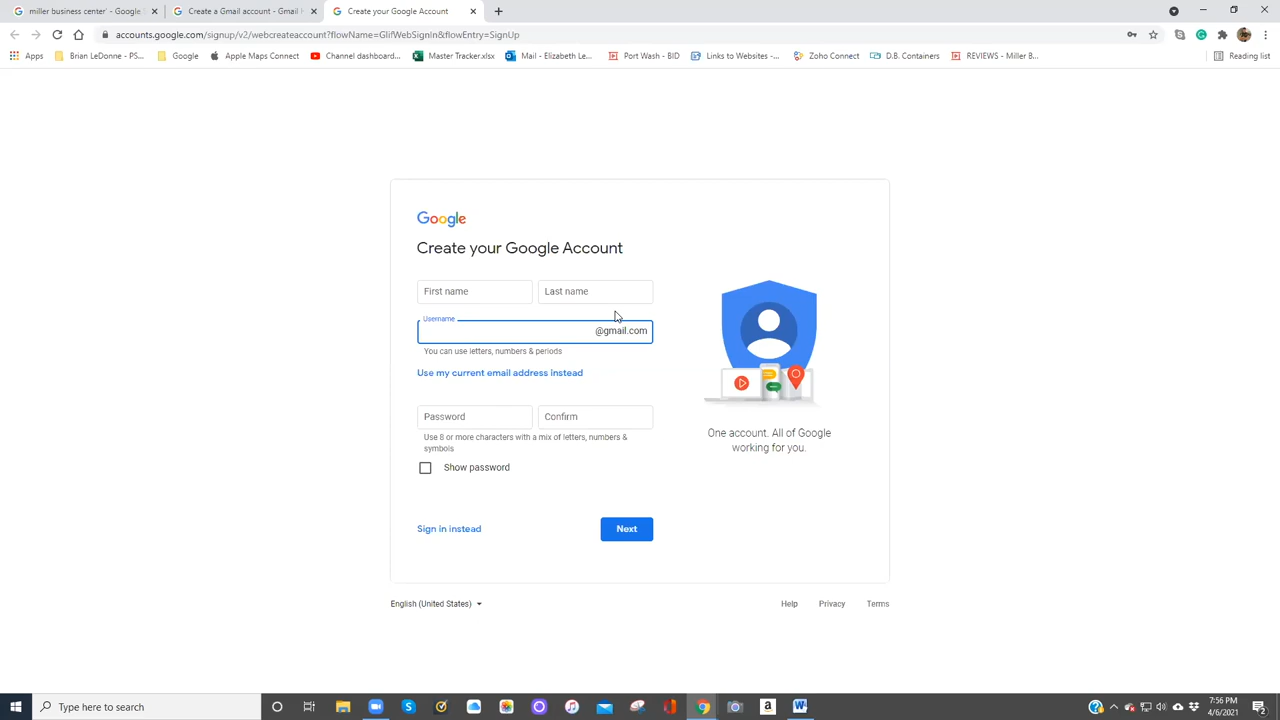 miller business center' - Google
Create a Gmail account - Gmail H
Create your Google Account
accounts.google.com/signup/v2/webcreateaccount?flowName=GlifWebSignIn&flowEntry=SignUp
Apps
Brian LeDonne - PS...
Google
Apple Maps Connect
Channel dashboard...
Master Tracker.xlsx
Mail - Elizabeth Le...
Port Wash - BID
Links to Websites -...
Zoho Connect
D.B. Containers
REVIEWS - Miller B...
Reading list
Google
Create your Google Account
First name
Last name
Username
@gmail.com
You can use letters, numbers & periods
Use my current email address instead
Password
Confirm
Use 8 or more characters with a mix of letters, numbers &
symbols
Show password
One account. All of Google
working for you.
Sign in instead
Next
English (United States)
Help
Privacy
Terms
Type here to search
7:56 PM
4/6/2021
2